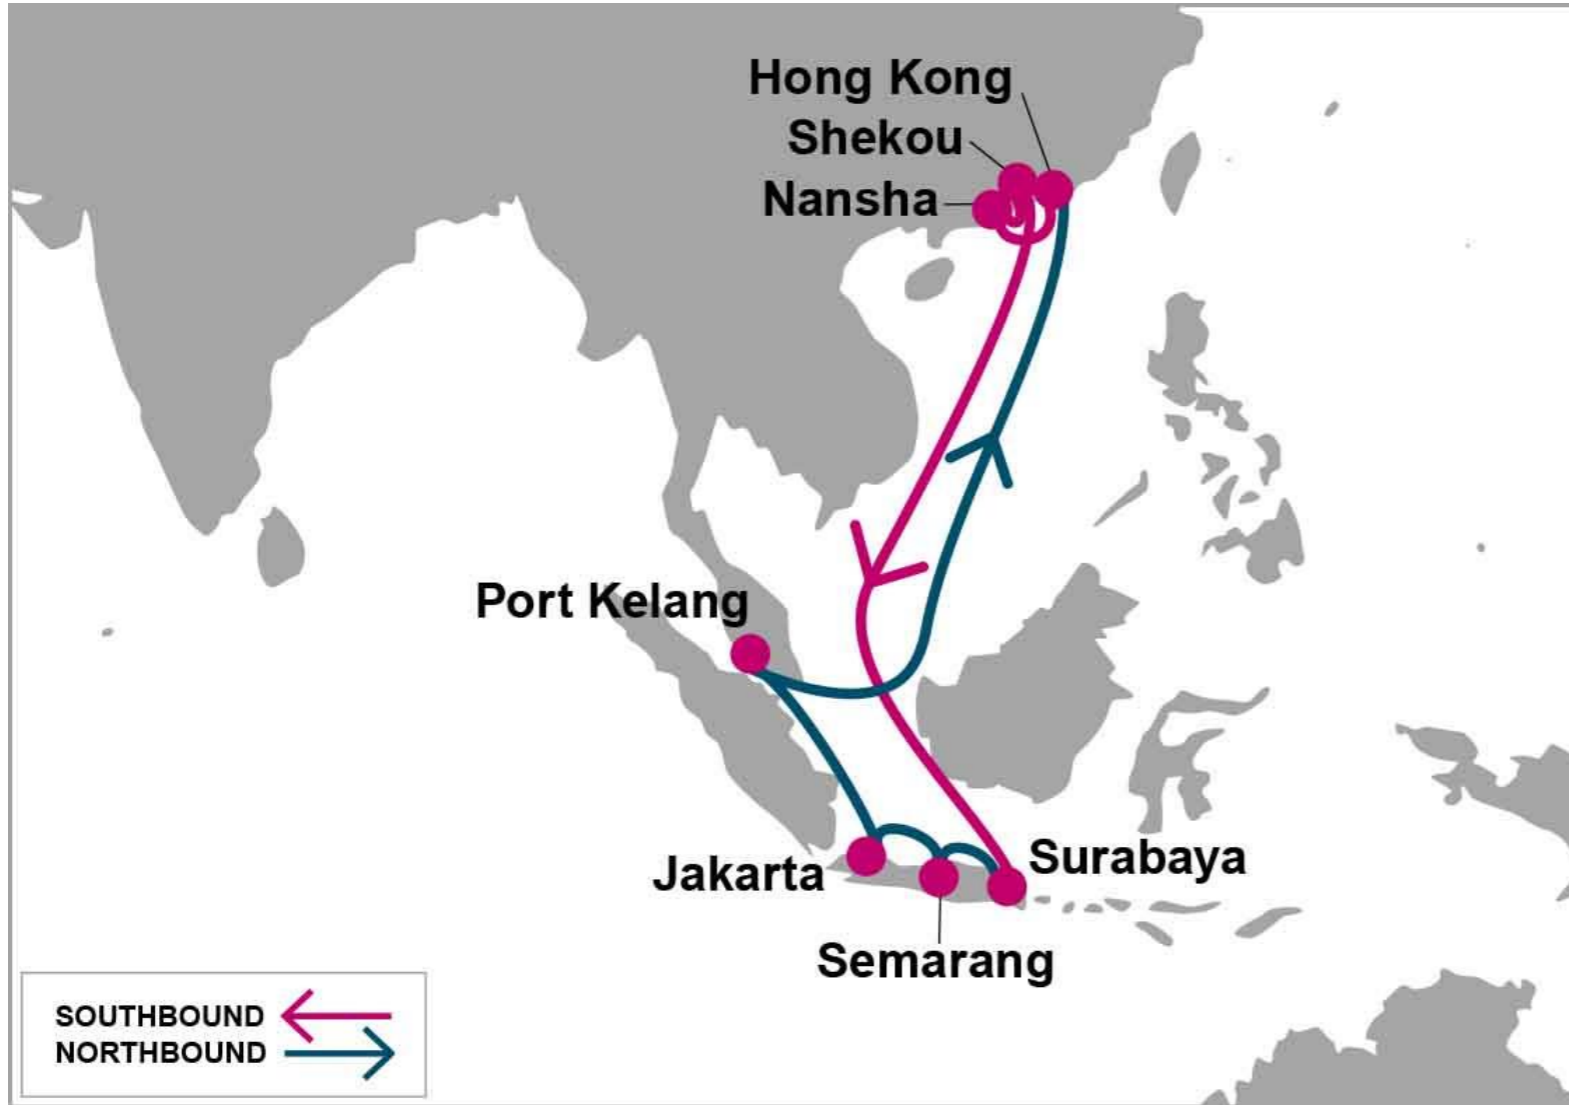 Hong Kong
Shekou
Nansha
Port Kelang
Jakarta
Surabaya
Semarang
SOUTHBOUND
NORTHBOUND